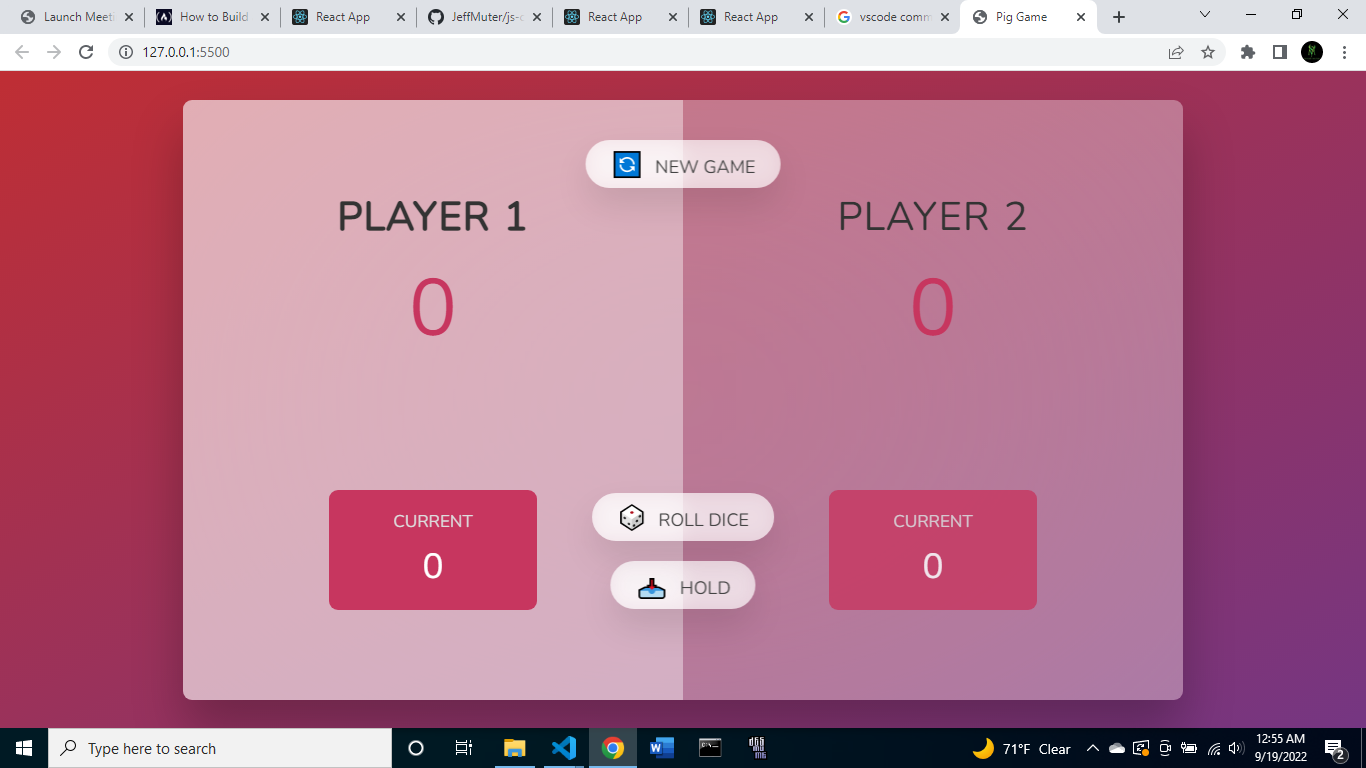 Launch Meeti
How to Build
React App
JeffMuter/js-c
React App
React App
vscode comm
Pig Game
127.0.0.1:5500
NEW GAME
PLAYER 1
PLAYER 2
0
0
CURRENT
0
ROLL DICE
HOLD
CURRENT
0
Type here to search
71°F Clear
12:55 AM
9/19/2022
2